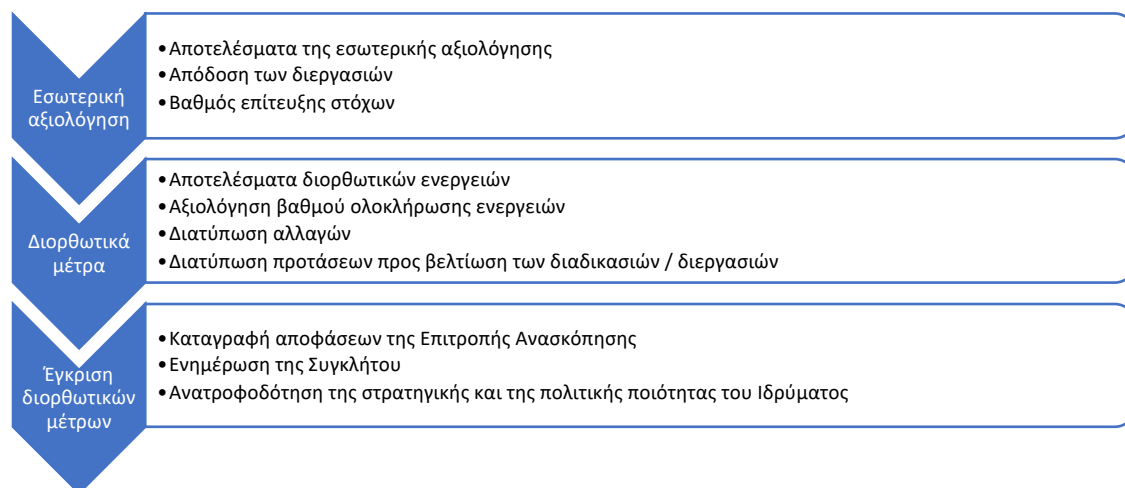 Εσωτερική
αξιολόγηση
•Αποτελέσματα της εσωτερικής αξιολόγησης
•Απόδοση των διεργασιών
•Βαθμός επίτευξης στόχων
Διορθωτικά
μέτρα
•Αποτελέσματα διορθωτικών ενεργειών
•Αξιολόγηση βαθμού ολοκλήρωσης ενεργειών
•Διατύπωση αλλαγών
•Διατύπωση προτάσεων προς βελτίωση των διαδικασιών / διεργασιών
Έγκριση
διορθωτικών
μέτρων
•Καταγραφή αποφάσεων της Επιτροπής Ανασκόπησης
•Ενημέρωση της Συγκλήτου
•Ανατροφοδότηση της στρατηγικής και της πολιτικής ποιότητας του Ιδρύματος